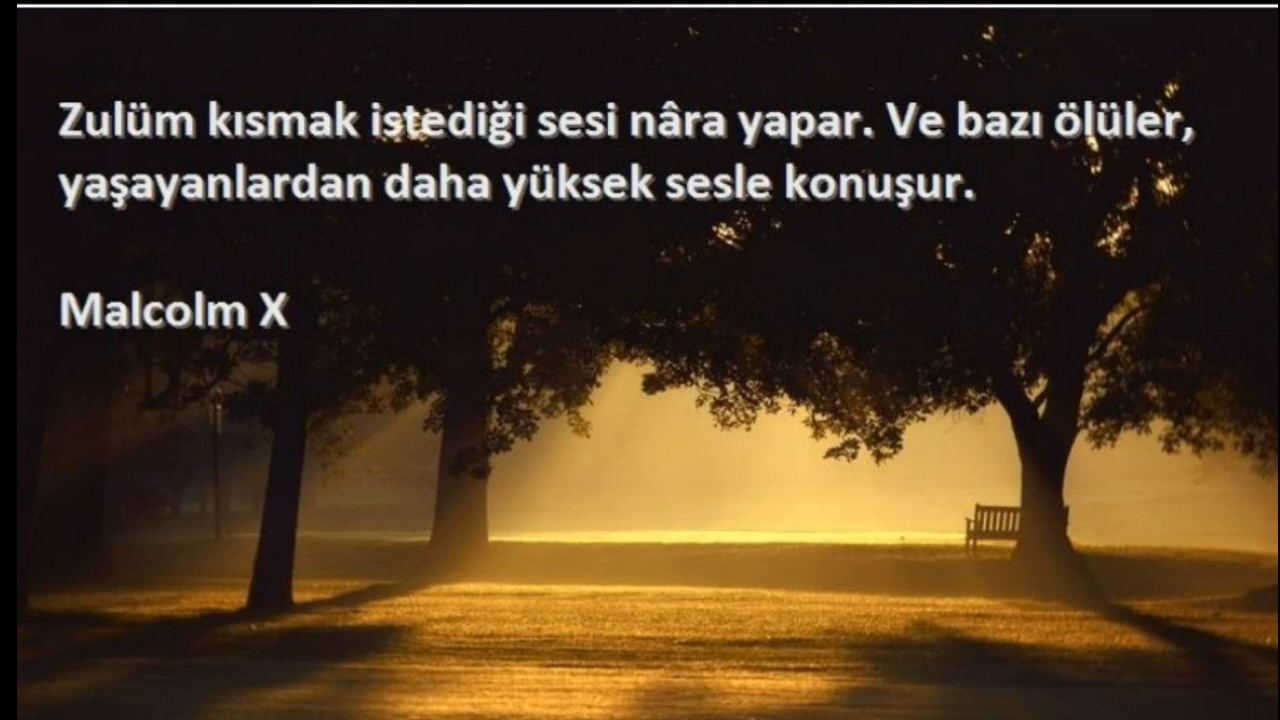 Zulüm kısmak istediği sesi nâra yapar. Ve bazı ölüler,
yaşayanlardan daha yüksek sesle konuşur.
Malcolm X